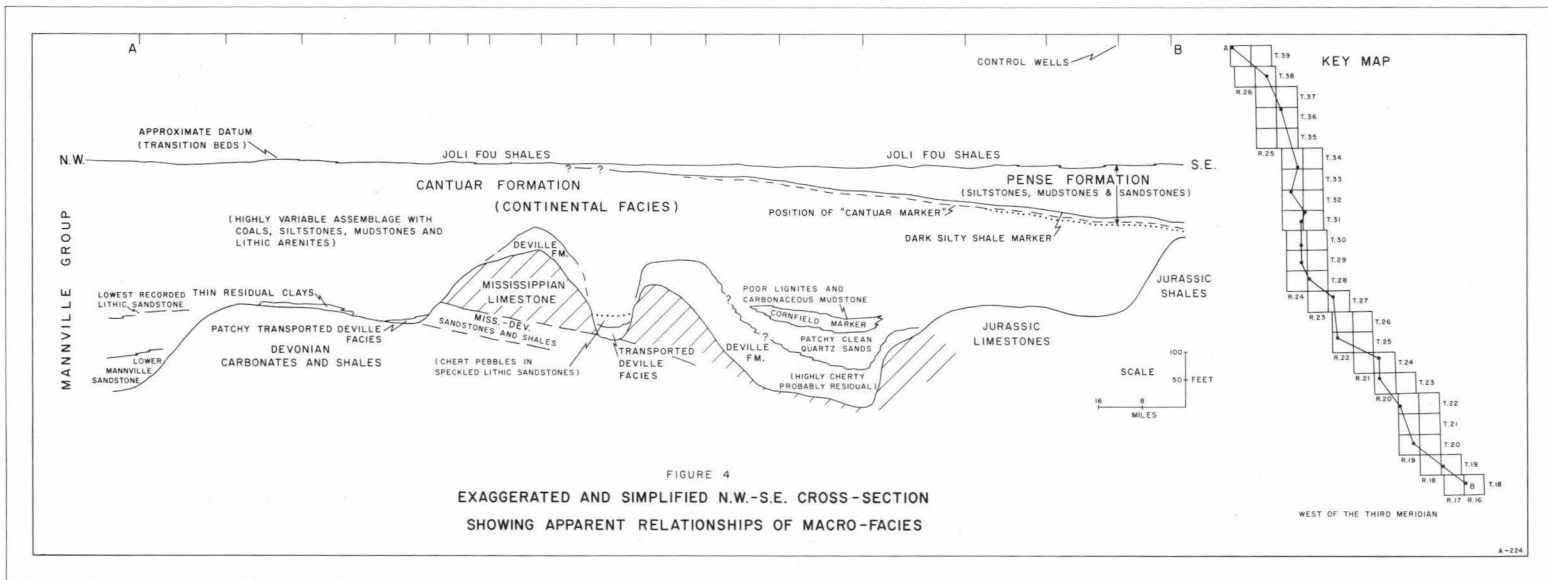 A
B
CONTROL WELLS
APPROXIMATE DATUM
(TRANSITION BEDS)
N.W.
JOLI FOU SHALES
JOLI FOU SHALES
S.E.
? ?
CANTUAR FORMATION
(CONTINENTAL FACIES)
PENSE FORMATION
(SILTSTONES, MUDSTONES & SANDSTONES)
POSITION OF "CANTUAR MARKER"
DARK SILTY SHALE MARKER
(HIGHLY VARIABLE ASSEMBLAGE WITH
COALS, SILTSTONES, MUDSTONES AND
LITHIC ARENITES)
MANNVILLE GROUP
DEVILLE
FM.
MISSISSIPPIAN
LIMESTONE
MISS.-DEV.
SANDSTONES AND SHALES
LOWEST RECORDED
LITHIC SANDSTONE
THIN RESIDUAL CLAYS
PATCHY TRANSPORTED DEVILLE
FACIES
DEVONIAN
CARBONATES AND SHALES
LOWER
MANNVILLE
SANDSTONE
(CHERT PEBBLES IN
SPECKLED LITHIC SANDSTONES)
TRANSPORTED
DEVILLE
FACIES
?
?
DEVILLE
FM.
POOR LIGNITES AND
CARBONACEOUS MUDSTONE
CORNFIELD MARKER
PATCHY CLEAN
QUARTZ SANDS
(HIGHLY CHERTY
PROBABLY RESIDUAL)
JURASSIC
LIMESTONES
JURASSIC
SHALES
SCALE
100
50
FEET
16
8
MILES
KEY MAP
A
T.39
T.38
R.26
T.37
T.36
T.35
R.25
T.34
T.33
T.32
T.31
T.30
T.29
T.28
R.24
T.27
R.23
T.26
T.25
R.22
T.24
R.21
T.23
R.20
T.22
T.21
T.20
R.19
T.19
R.18
B
T.18
R.17
R.16
WEST OF THE THIRD MERIDIAN
FIGURE 4
EXAGGERATED AND SIMPLIFIED N.W.-S.E. CROSS-SECTION
SHOWING APPARENT RELATIONSHIPS OF MACRO-FACIES
A-224